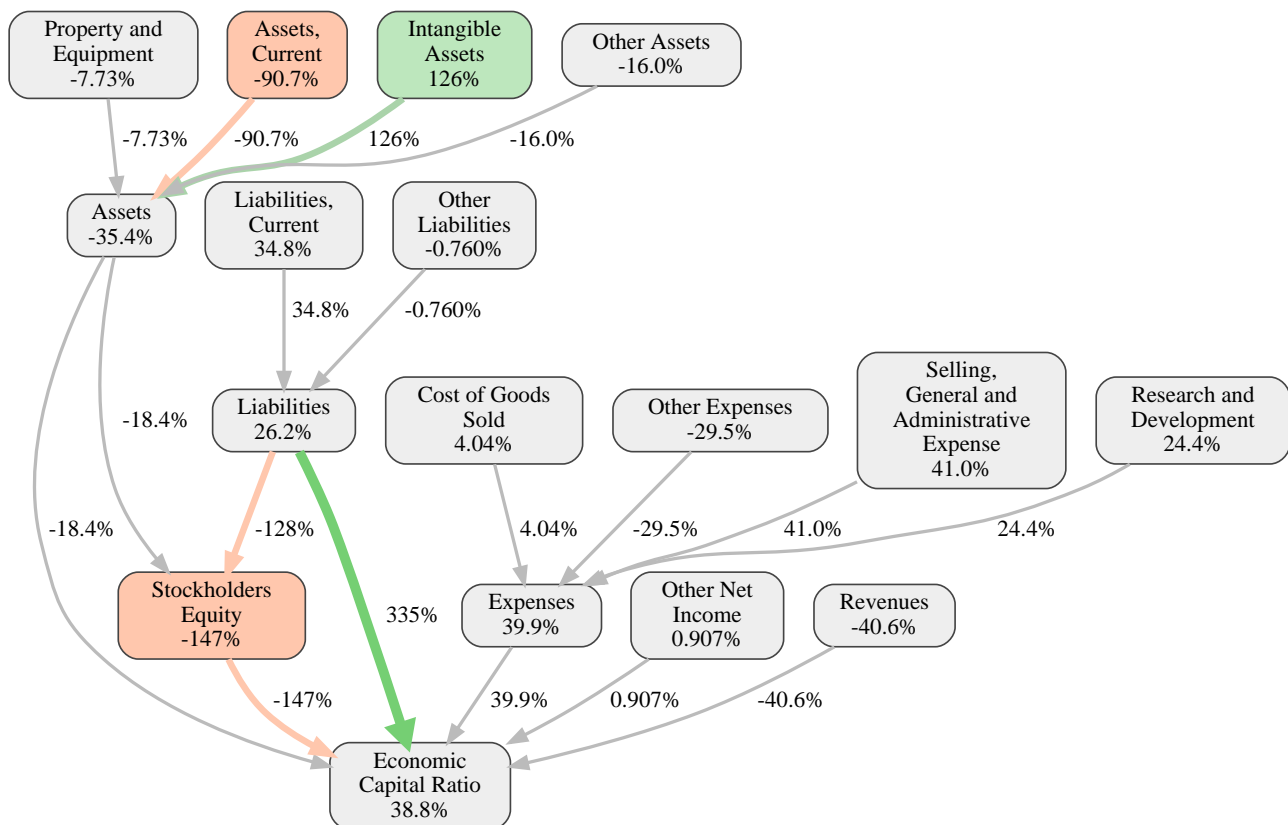 Property and
Equipment
-7.73%
Assets,
Current
-90.7%
Intangible
Assets
126%
Other Assets
-16.0%
-7.73%
-90.7%
126%
-16.0%
Assets
-35.4%
Liabilities,
Current
34.8%
Other
Liabilities
-0.760%
34.8%
-0.760%
-18.4%
Liabilities
26.2%
Cost of Goods
Sold
4.04%
Other Expenses
-29.5%
Selling,
General and
Administrative
Expense
41.0%
Research and
Development
24.4%
-18.4%
-128%
4.04%
-29.5%
41.0%
24.4%
Stockholders
Equity
-147%
335%
Expenses
39.9%
Other Net
Income
0.907%
Revenues
-40.6%
-147%
39.9%
0.907%
-40.6%
Economic
Capital Ratio
38.8%